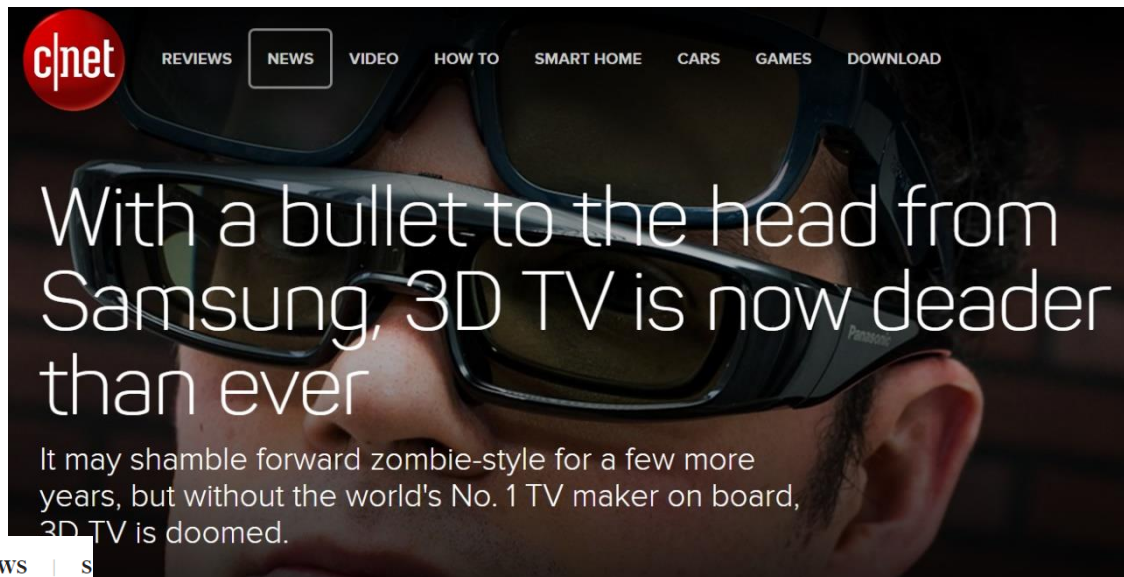 c|net
REVIEWS NEWS VIDEO HOW TO SMART HOME CARS GAMES DOWNLOAD
With a bullet to the head from
Samsung, 3D TV is now deader
than ever
Panasonic
It may shamble forward zombie-style for a few more
years, but without the world's No. 1 TV maker on board,
3D TV is doomed.